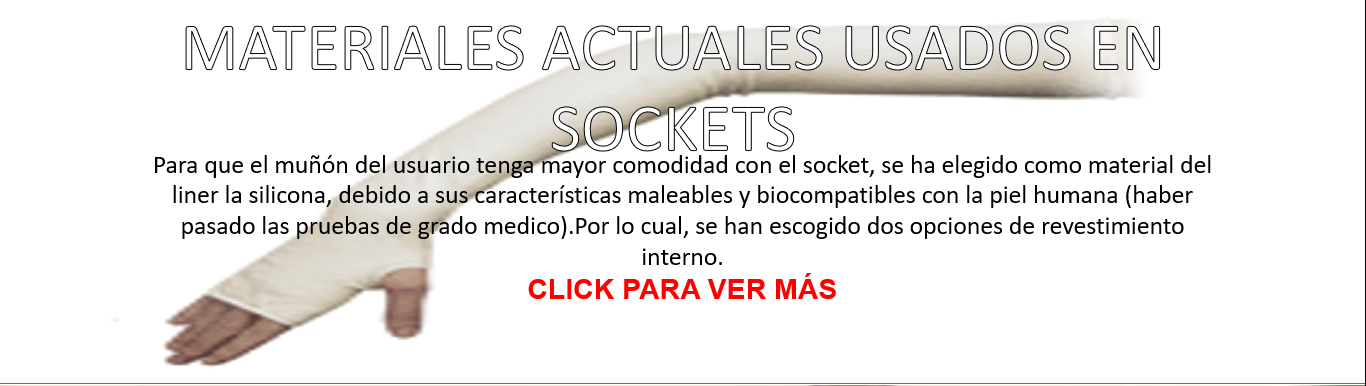 MATERIALES ACTUALES USADOS EN
SOCKETS
Para que el muñón del usuario tenga mayor comodidad con el socket, se ha elegido como material del
liner la silicona, debido a sus características maleables y biocompatibles con la piel humana (haber
pasado las pruebas de grado medico).Por lo cual, se han escogido dos opciones de revestimiento
interno.
CLICK PARA VER MÁS